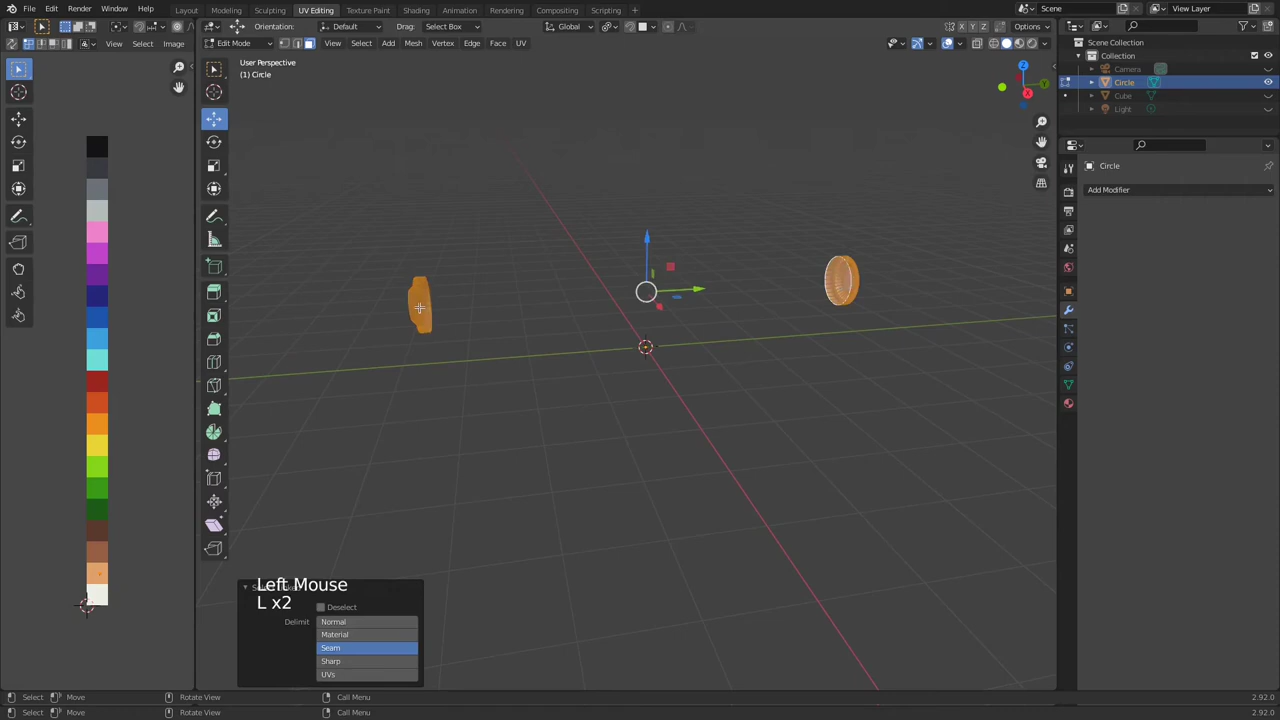 File Edit Render Window Help Layout Modeling Sculpting UV Editing Texture Paint Shading Animation Rendering Compositing Scripting + Scene View Layer
Orientation: Default Drag: Select Box Global X Y Z Options
View Select Image Edit Mode View Select Add Mesh Vertex Edge Face UV
Scene Collection
Collection
Camera
Circle
Cube
Light
User Perspective
(1) Circle
Z
Y
X
Circle
Add Modifier
Left Mouse
L x2
Deselect
Delimit Normal
Material
Seam
Sharp
UVs
Select Move Rotate View Call Menu 2.92.0
Select Move Rotate View Call Menu 2.92.0